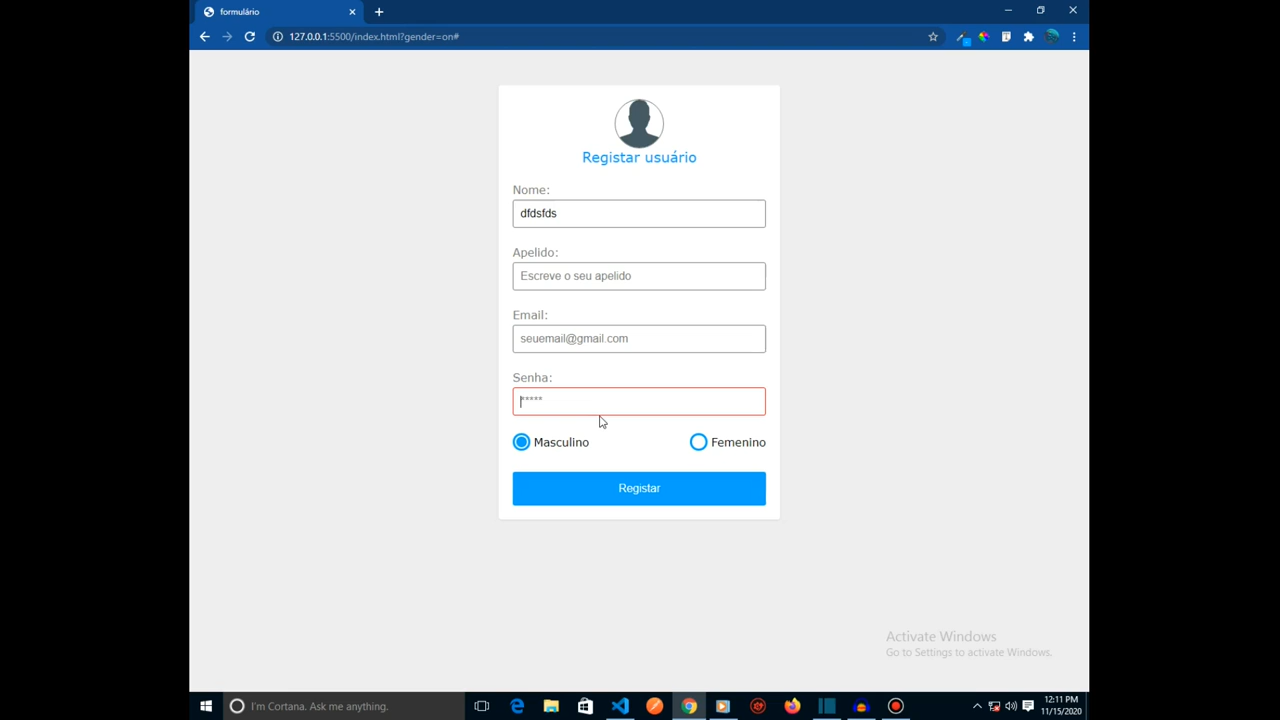 formulário
127.0.0.1:5500/index.html?gender=on#
Registar usuário
Nome:
dfdsfds
Apelido:
Escreve o seu apelido
Email:
seuemail@gmail.com
Senha:
*****
Masculino
Femenino
Registar
Activate Windows
Go to Settings to activate Windows.
I'm Cortana. Ask me anything.
12:11 PM
11/15/2020